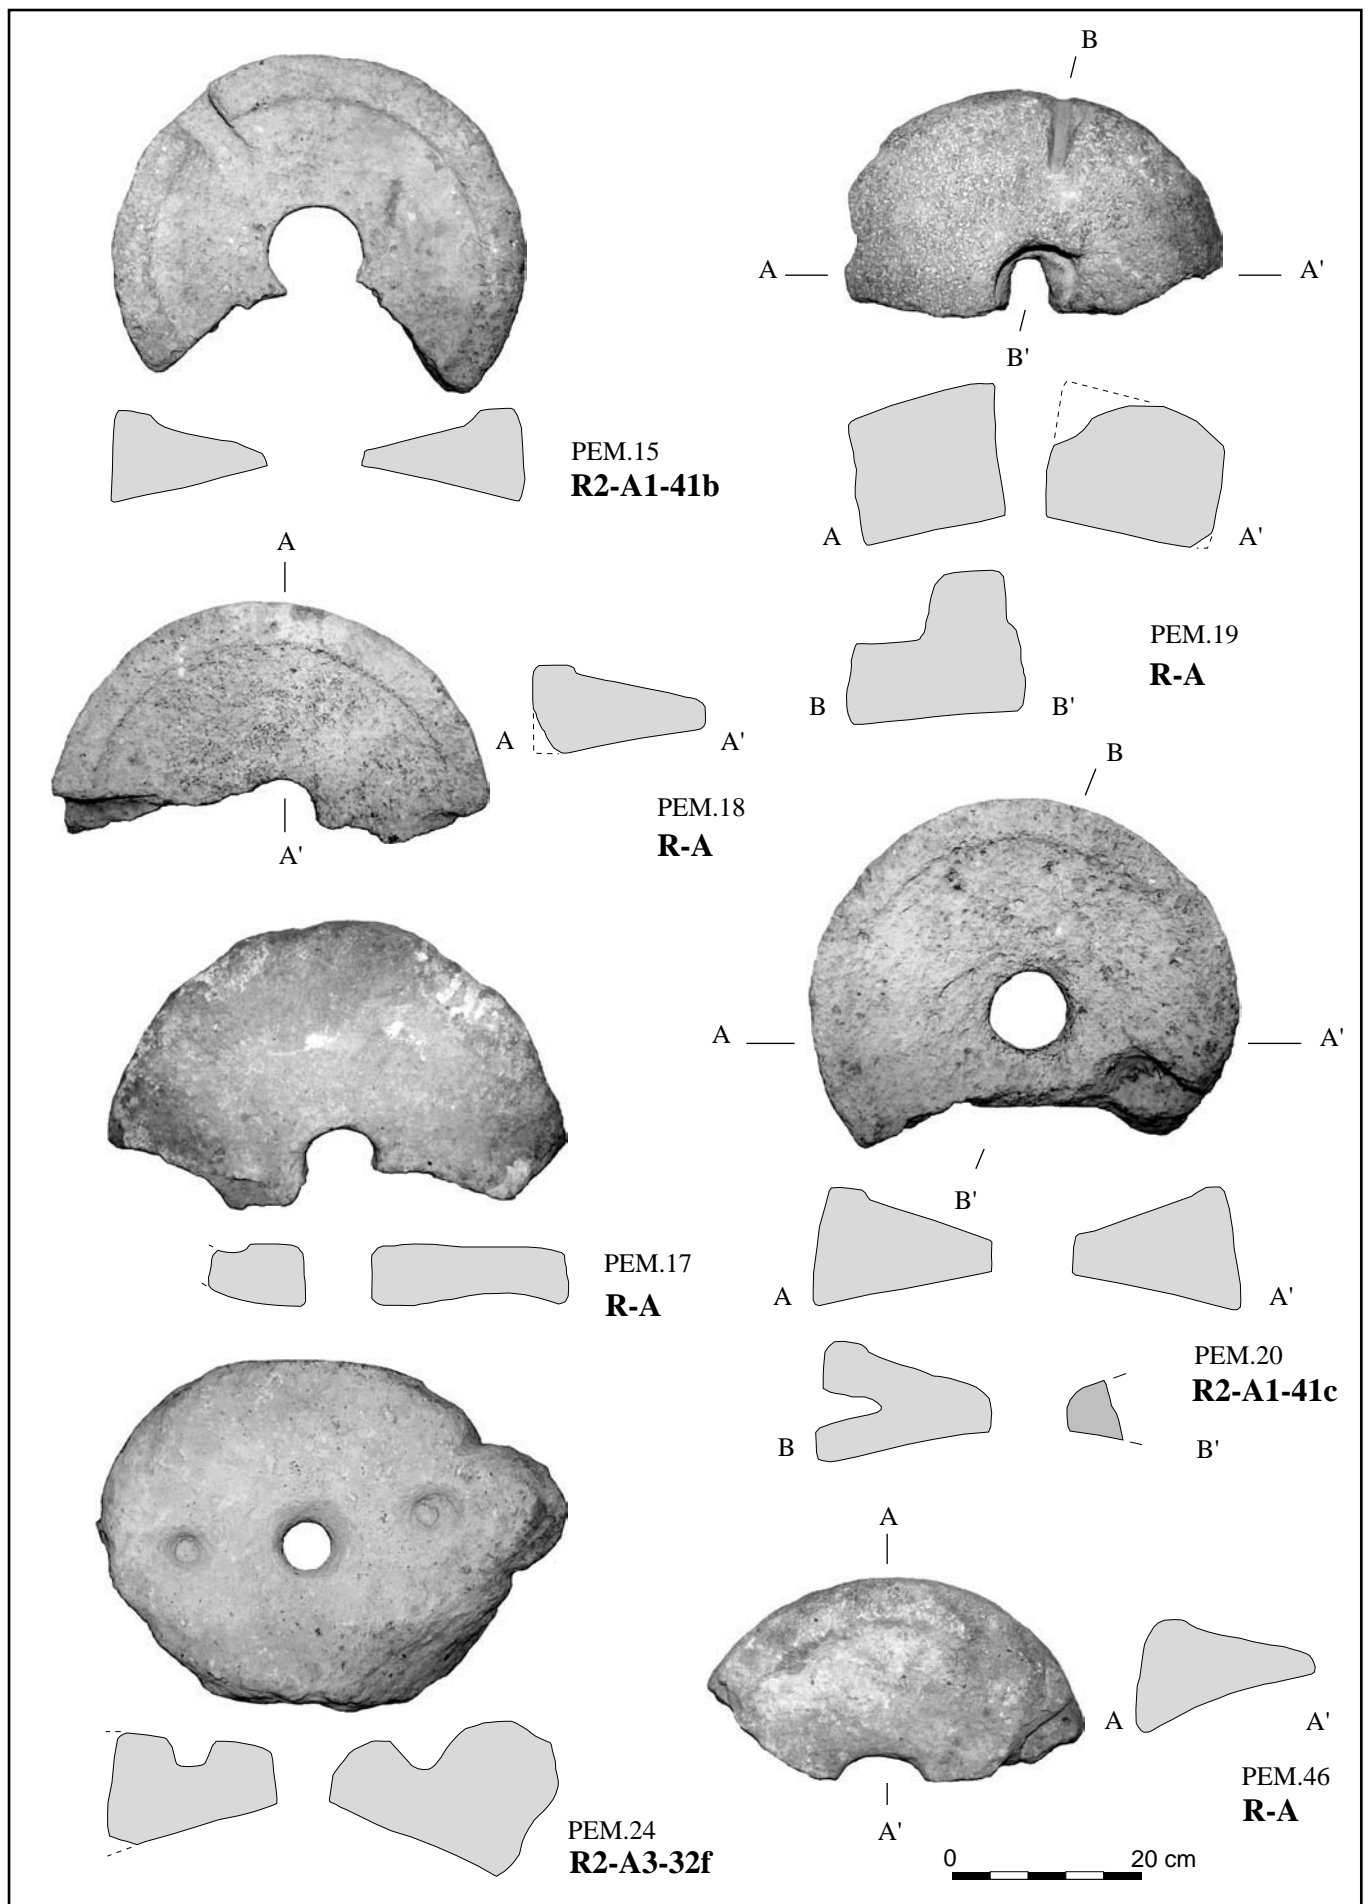 PEM.15
R2-A1-41b
A
A'
PEM.18
R-A
A
A'
PEM.17
R-A
PEM.24
R2-A3-32f
B
A
A'
B'
A
A'
PEM.19
R-A
B
B'
B
A
A'
B'
A
A'
PEM.20
R2-A1-41c
B
B'
A
A
A'
PEM.46
R-A
A'
0
20 cm